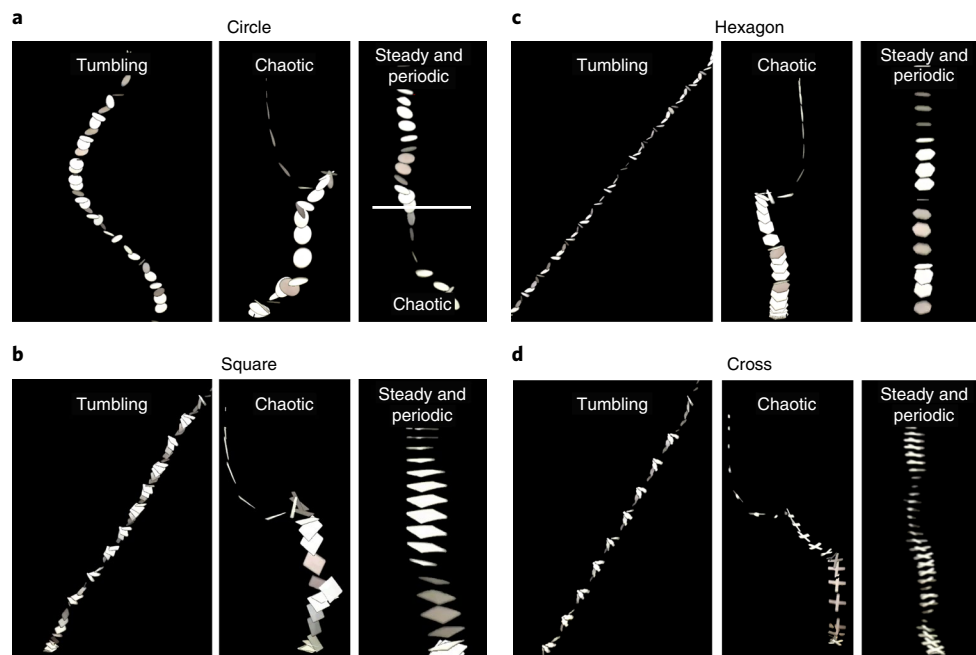 a
Circle
Tumbling
Chaotic
Steady and
periodic
Chaotic
b
Square
Tumbling
Chaotic
Steady and
periodic
c
Hexagon
Tumbling
Chaotic
Steady and
periodic
d
Cross
Tumbling
Chaotic
Steady and
periodic